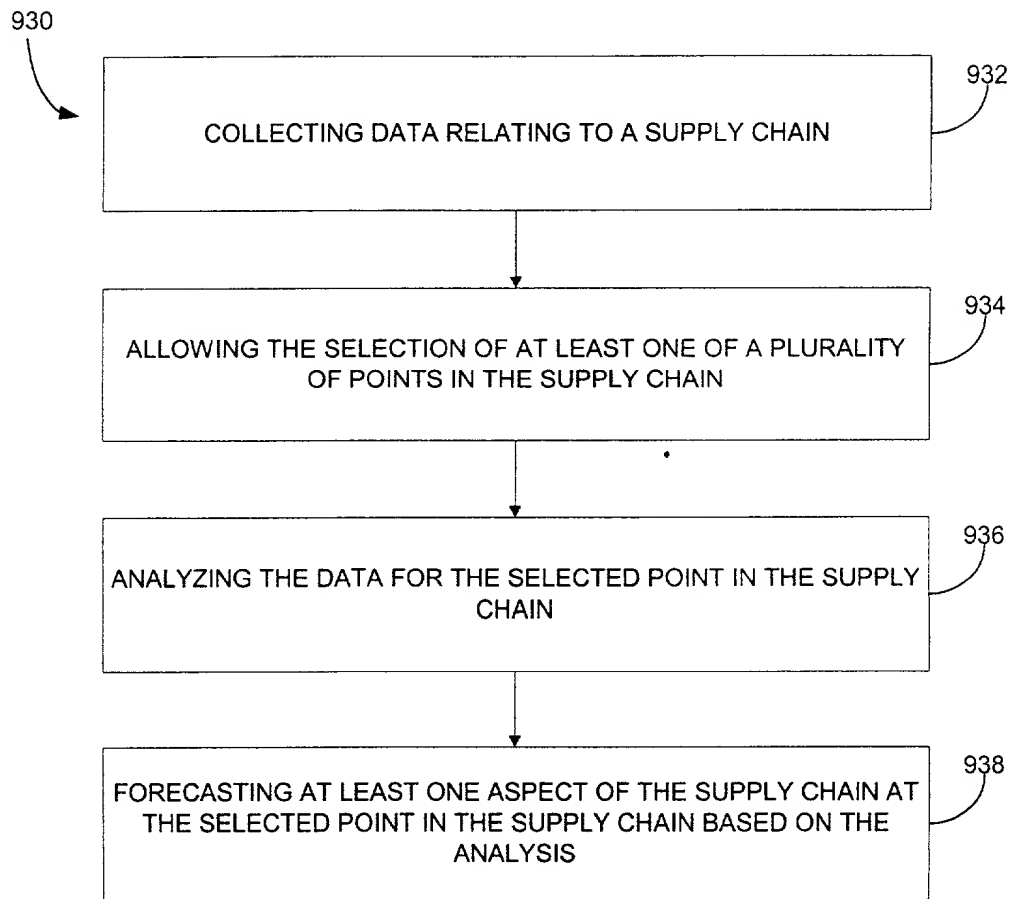 930
COLLECTING DATA RELATING TO A SUPPLY CHAIN
932
ALLOWING THE SELECTION OF AT LEAST ONE OF A PLURALITY
OF POINTS IN THE SUPPLY CHAIN
934
ANALYZING THE DATA FOR THE SELECTED POINT IN THE SUPPLY
CHAIN
936
FORECASTING AT LEAST ONE ASPECT OF THE SUPPLY CHAIN AT
THE SELECTED POINT IN THE SUPPLY CHAIN BASED ON THE
ANALYSIS
938